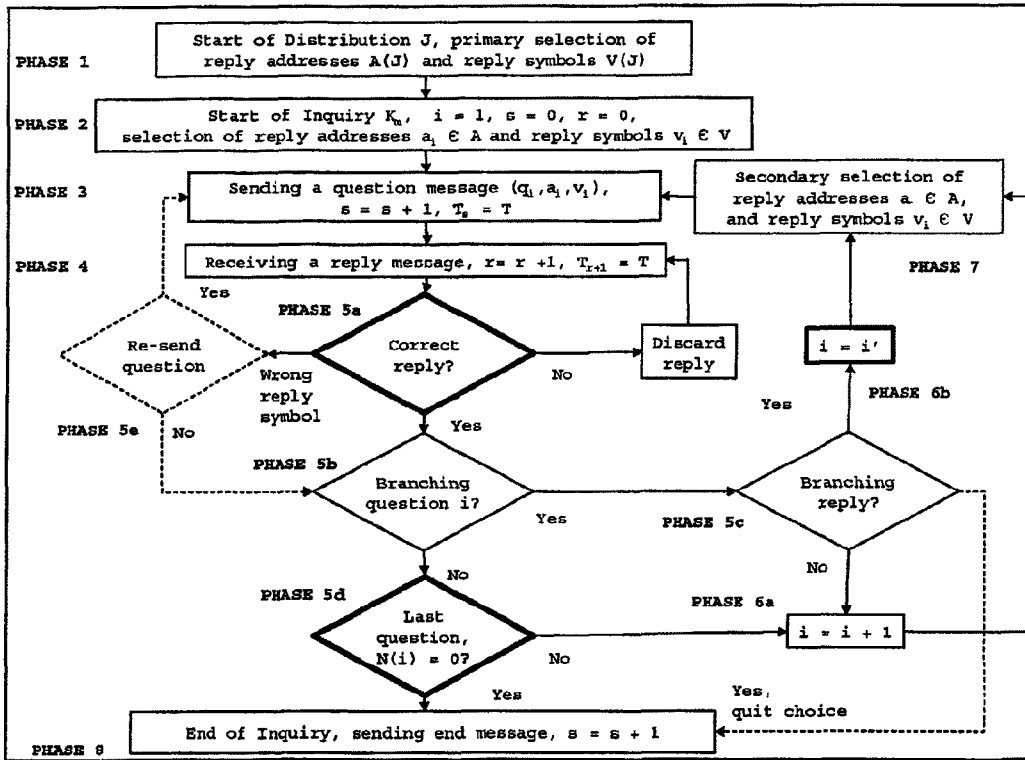 PHASE 1
Start of Distribution J, primary selection of
reply addresses A(J) and reply symbols V(J)
PHASE 2
Start of Inquiry Kₘ, i = 1, s = 0, r = 0,
selection of reply addresses aᵢ ∈ A and reply symbols vᵢ ∈ V
PHASE 3
Sending a question message (qᵢ,aᵢ,vᵢ),
s = s + 1, Tₛ = T
Secondary selection of
reply addresses a ∈ A,
and reply symbols vᵢ ∈ V
PHASE 4
Receiving a reply message, r= r +1, Tᵣ₊₁ = T
PHASE 7
Yes
PHASE 5a
Re-send
question
Correct
reply?
Discard
reply
i = i'
Wrong
reply
symbol
No
PHASE 6b
Yes
PHASE 5e
No
Yes
PHASE 5b
Branching
question i?
Yes
Branching
reply?
PHASE 5c
No
No
PHASE 5d
PHASE 6a
Last
question,
N(i) = 0?
No
i = i + 1
Yes
Yes,
quit choice
End of Inquiry, sending end message, s = s + 1
PHASE 8